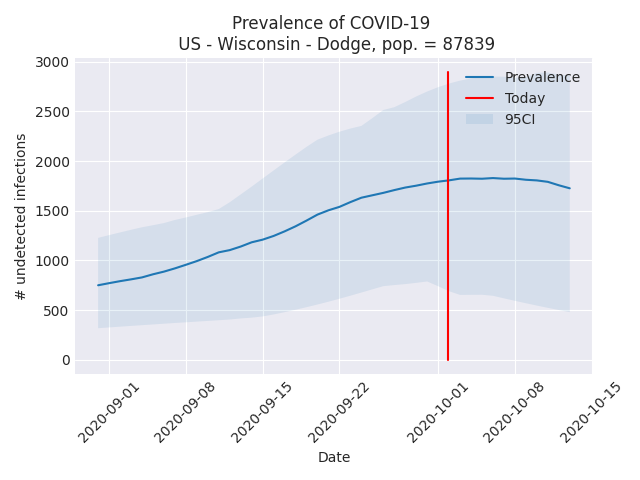 Prevalence of COVID-19
US - Wisconsin - Dodge, pop. = 87839
3000
2500
2000
1500
1000
500
0
# undetected infections
Prevalence
Today
95CI
2020-09-01
2020-09-08
2020-09-15
2020-09-22
2020-10-01
2020-10-08
2020-10-15
Date